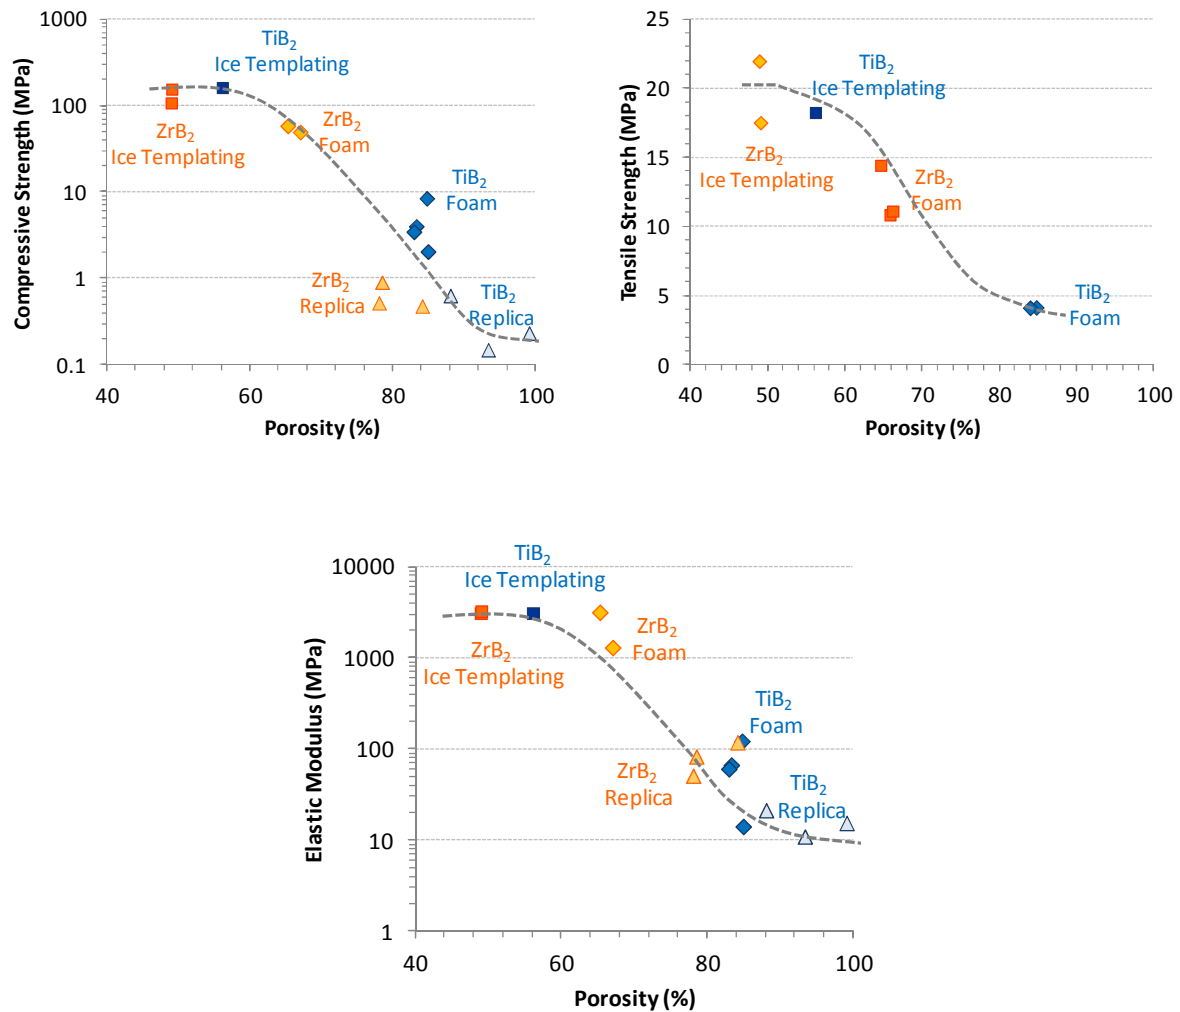 1000
100
10
1
0.1
Compressive Strength (MPa)
TiB₂
Ice Templating
ZrB₂
Ice Templating
ZrB₂
Foam
TiB₂
Foam
ZrB₂
Replica
TiB₂
Replica
40
60
80
100
Porosity (%)
25
20
15
10
5
0
Tensile Strength (MPa)
TiB₂
Ice Templating
ZrB₂
Ice Templating
ZrB₂
Foam
TiB₂
Foam
40
50
60
70
80
90
100
Porosity (%)
10000
1000
100
10
1
Elastic Modulus (MPa)
TiB₂
Ice Templating
ZrB₂
Ice Templating
ZrB₂
Foam
TiB₂
Foam
ZrB₂
Replica
TiB₂
Replica
40
60
80
100
Porosity (%)